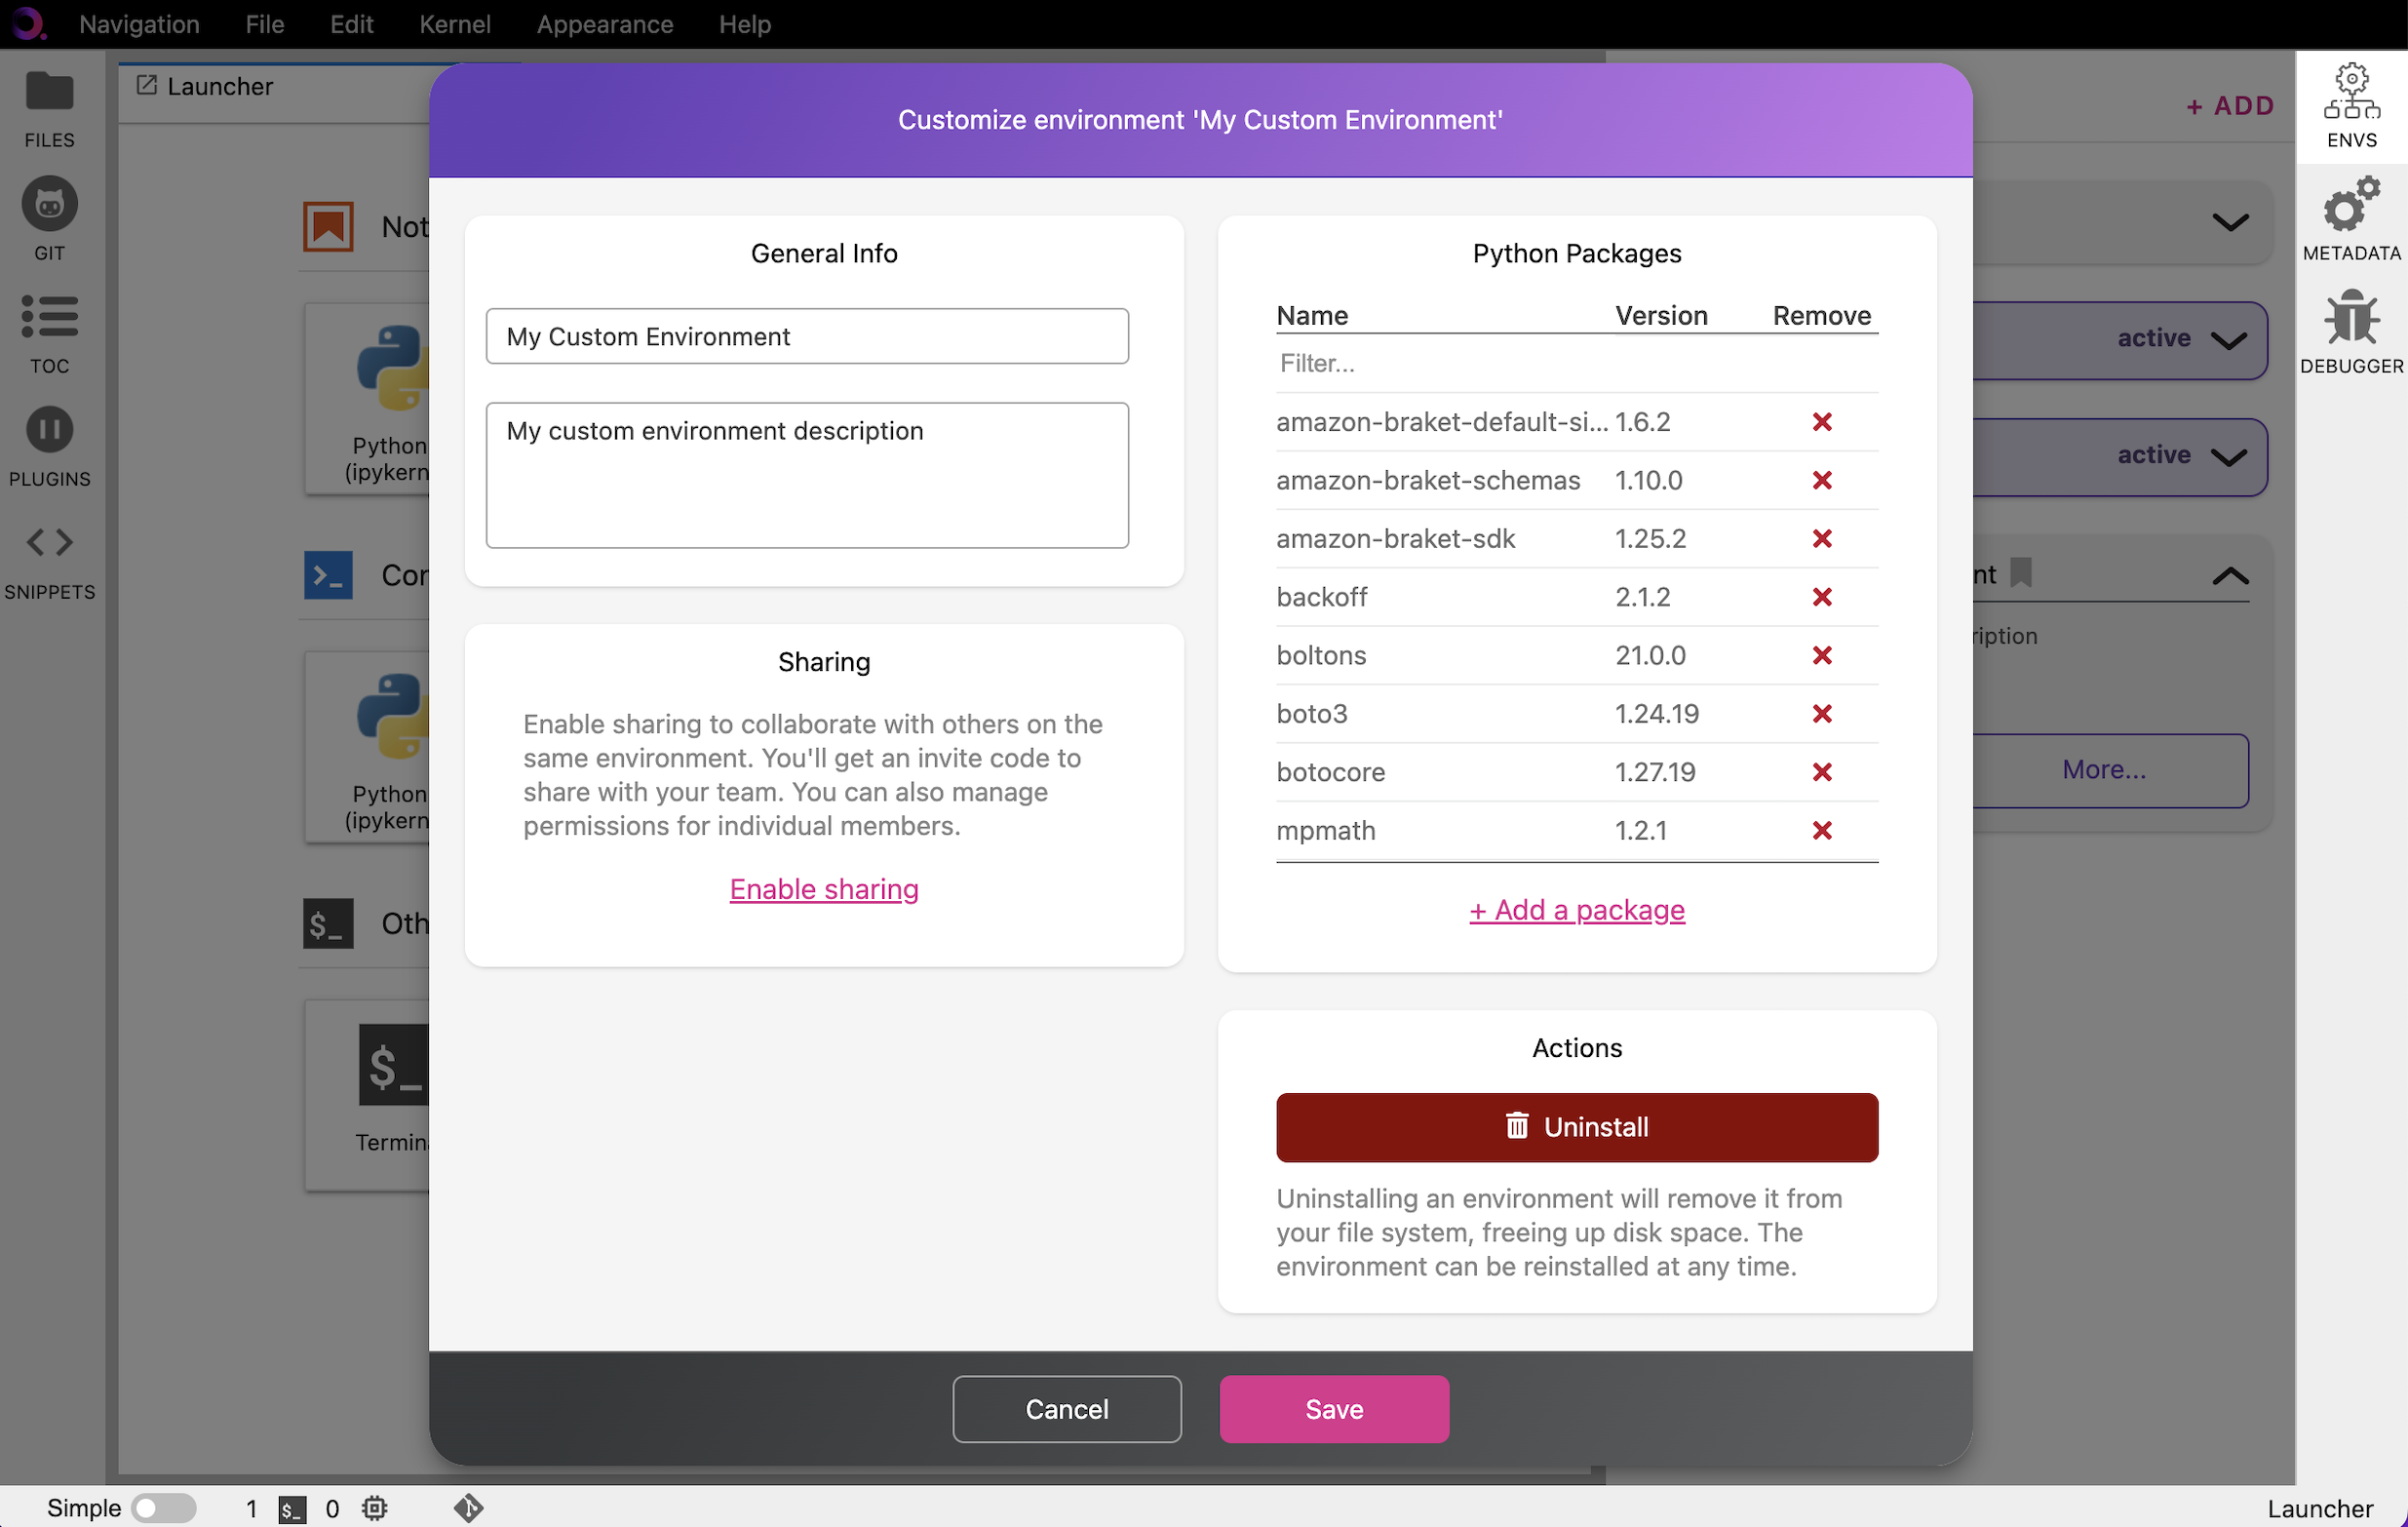 Navigation File Edit Kernel Appearance Help
FILES
GIT
TOC
PLUGINS
SNIPPETS
Launcher
Not
Python
(ipykern
Con
Python
(ipykern
$_ Oth
$_
Termina
Customize environment 'My Custom Environment'
General Info
My Custom Environment
My custom environment description
Sharing
Enable sharing to collaborate with others on the
same environment. You'll get an invite code to
share with your team. You can also manage
permissions for individual members.
Enable sharing
Python Packages
Name Version Remove
Filter...
amazon-braket-default-si... 1.6.2
amazon-braket-schemas 1.10.0
amazon-braket-sdk 1.25.2
backoff 2.1.2
boltons 21.0.0
boto3 1.24.19
botocore 1.27.19
mpmath 1.2.1
+ Add a package
Actions
Uninstall
Uninstalling an environment will remove it from
your file system, freeing up disk space. The
environment can be reinstalled at any time.
Cancel Save
+ ADD
active
active
nt
ription
More...
ENVS
METADATA
DEBUGGER
Simple 1 $_ 0
Launcher